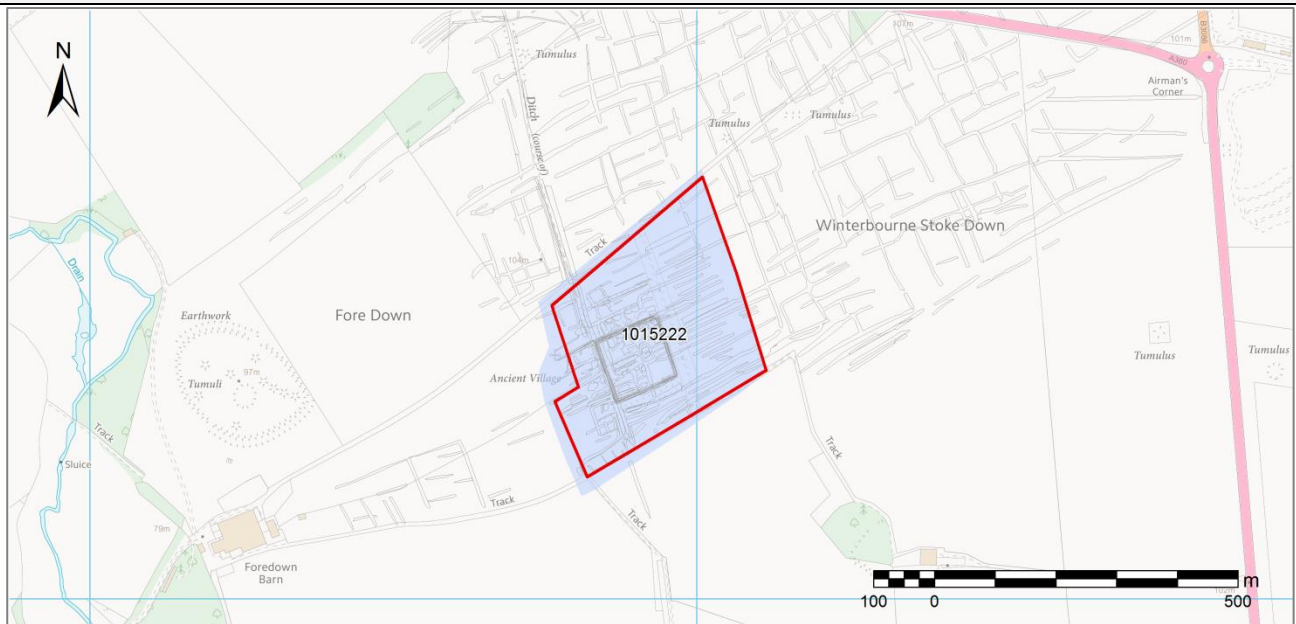 N
Tumulus
107m
A360
B3086
101m
Airman's
Corner
Ditch (course of)
Tumulus
Tumulus
Winterbourne Stoke Down
Drain
Track
104m
Earthwork
Fore Down
1015222
Tumuli
97m
Ancient Village
Tumulus
Tumulus
Track
Sluice
Track
Track
Track
79m
Foredown
Barn
m
100 0 500
102m